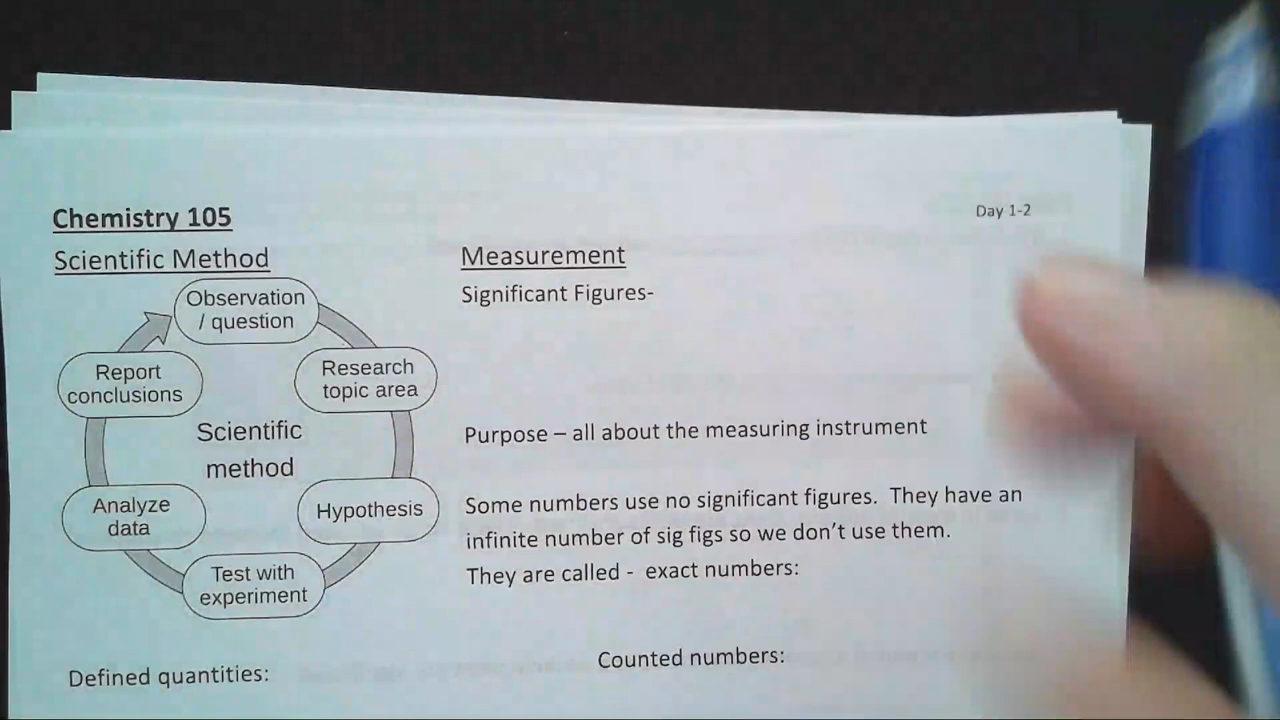 Chemistry 105
Day 1-2
Scientific Method
Observation
/ question
Research
topic area
Hypothesis
Test with
experiment
Analyze
data
Report
conclusions
Scientific
method
Measurement
Significant Figures-
Purpose – all about the measuring instrument
Some numbers use no significant figures.  They have an
infinite number of sig figs so we don’t use them.
They are called -  exact numbers:
Defined quantities:
Counted numbers: